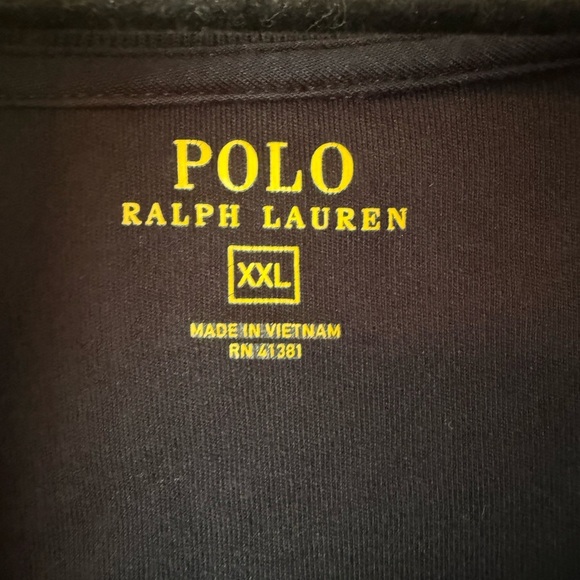 POLO
RALPH LAUREN
XXL
MADE IN VIETNAM
RN 41381